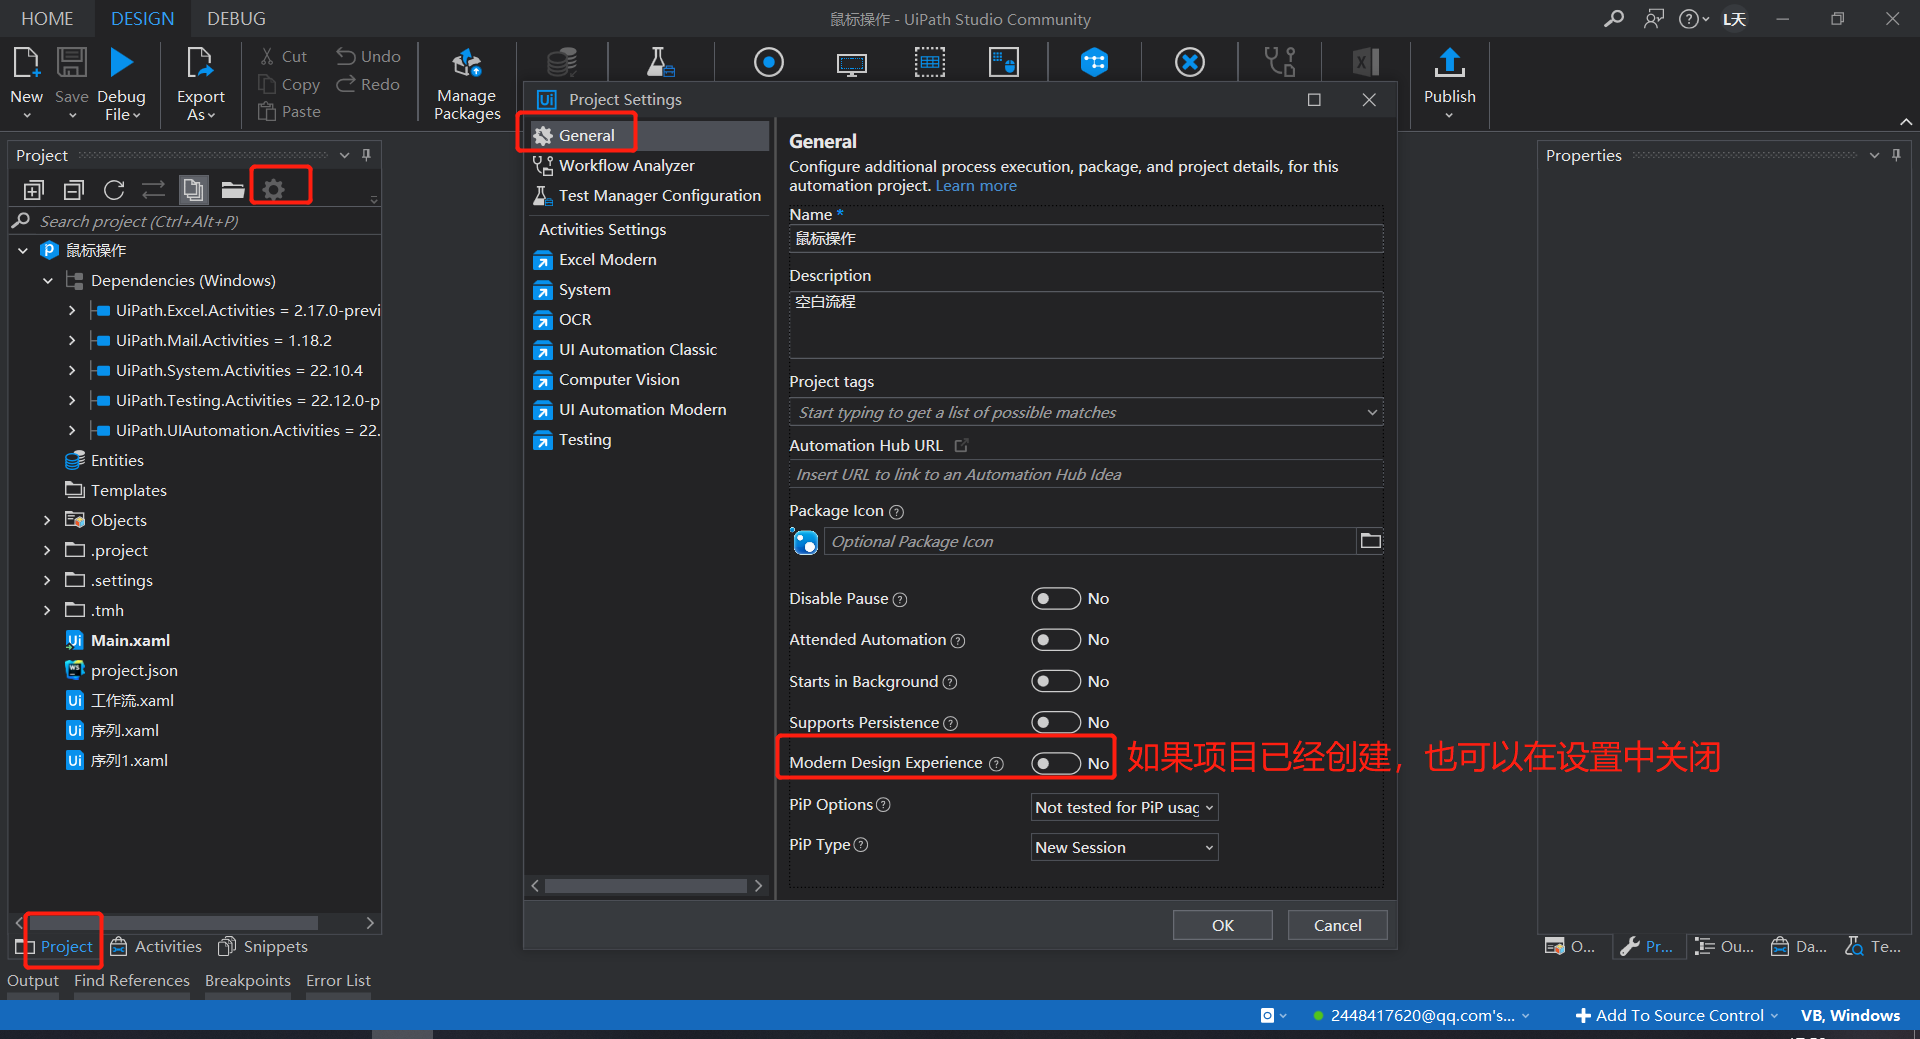 HOME DESIGN DEBUG
鼠标操作 - UiPath Studio Community
L天
New
Save
Debug File
Export As
Cut
Copy
Paste
Undo
Redo
Manage Packages
Publish
Project
Search project (Ctrl+Alt+P)
鼠标操作
Dependencies (Windows)
UiPath.Excel.Activities = 2.17.0-previ
UiPath.Mail.Activities = 1.18.2
UiPath.System.Activities = 22.10.4
UiPath.Testing.Activities = 22.12.0-p
UiPath.UIAutomation.Activities = 22.
Entities
Templates
Objects
.project
.settings
.tmh
Main.xaml
project.json
工作流.xaml
序列.xaml
序列1.xaml
Project Activities Snippets
Project Settings
General
Workflow Analyzer
Test Manager Configuration
Activities Settings
Excel Modern
System
OCR
UI Automation Classic
Computer Vision
UI Automation Modern
Testing
General
Configure additional process execution, package, and project details, for this
automation project. Learn more
Name *
鼠标操作
Description
空白流程
Project tags
Start typing to get a list of possible matches
Automation Hub URL
Insert URL to link to an Automation Hub Idea
Package Icon
Optional Package Icon
Disable Pause No
Attended Automation No
Starts in Background No
Supports Persistence No
Modern Design Experience No
如果项目已经创建，也可以在设置中关闭
PiP Options Not tested for PiP usag
PiP Type New Session
OK Cancel
Properties
O... Pr... Ou... Da... Te...
Output Find References Breakpoints Error List
2448417620@qq.com's... Add To Source Control VB, Windows